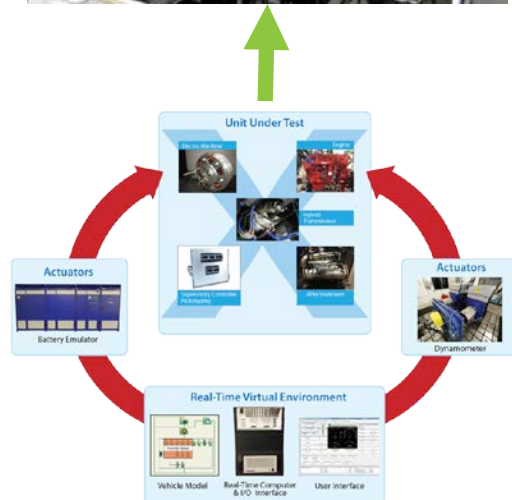 Unit Under Test
Electric Machine
Engine
Hybrid
Transmission
Supervisory Controller
Prototyping
Aftertreatment
Actuators
Battery Emulator
Actuators
Dynamometer
Real-Time Virtual Environment
Vehicle Model
Real-Time Computer
& I/O Interface
User Interface